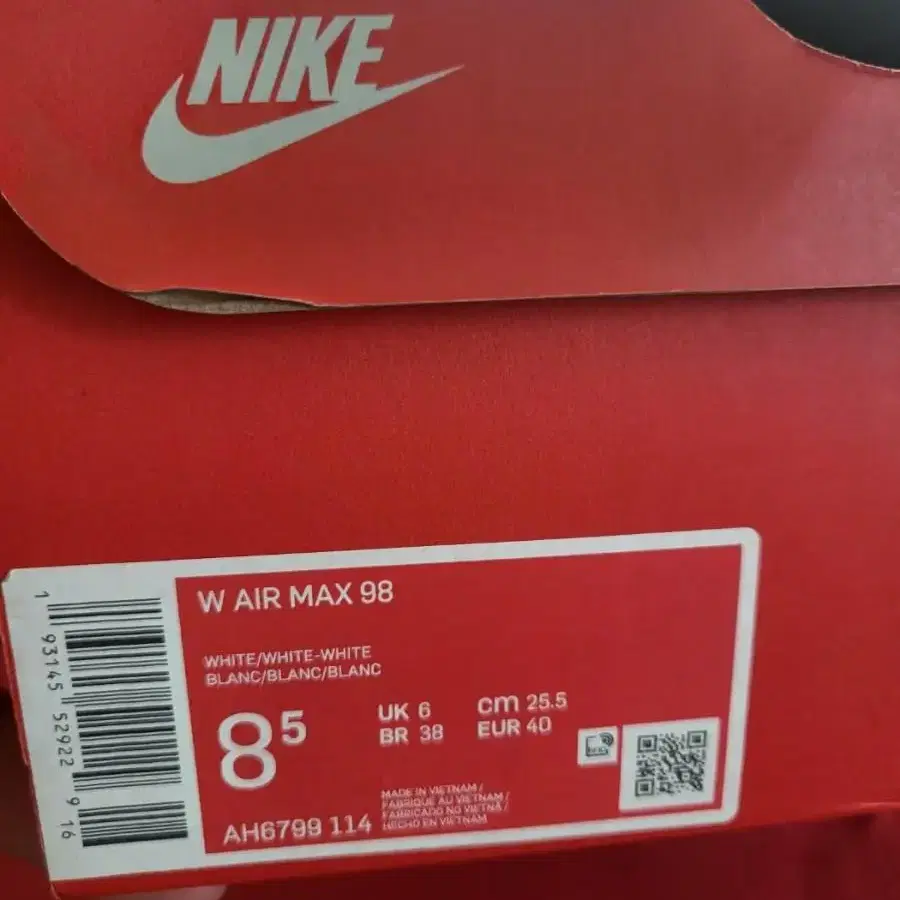 NIKE
W AIR MAX 98
WHITE/WHITE-WHITE
BLANC/BLANC/BLANC
8 5
UK 6
BR 38
cm 25.5
EUR 40
MADE IN VIETNAM /
FABRIQUÉ AU VIETNAM /
FABRICADO NO VIETNÃ /
HECHO EN VIETNAM
AH6799 114
1 93145 52922 9 16